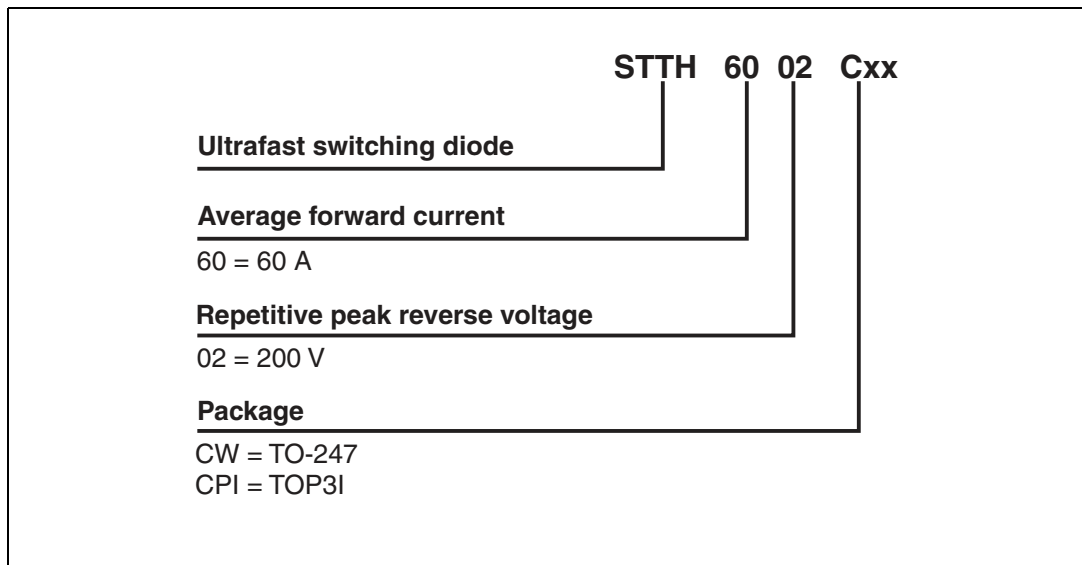 STTH 60 02 Cxx
Ultrafast switching diode
Average forward current
60 = 60 A
Repetitive peak reverse voltage
02 = 200 V
Package
CW = TO-247
CPI = TOP3I